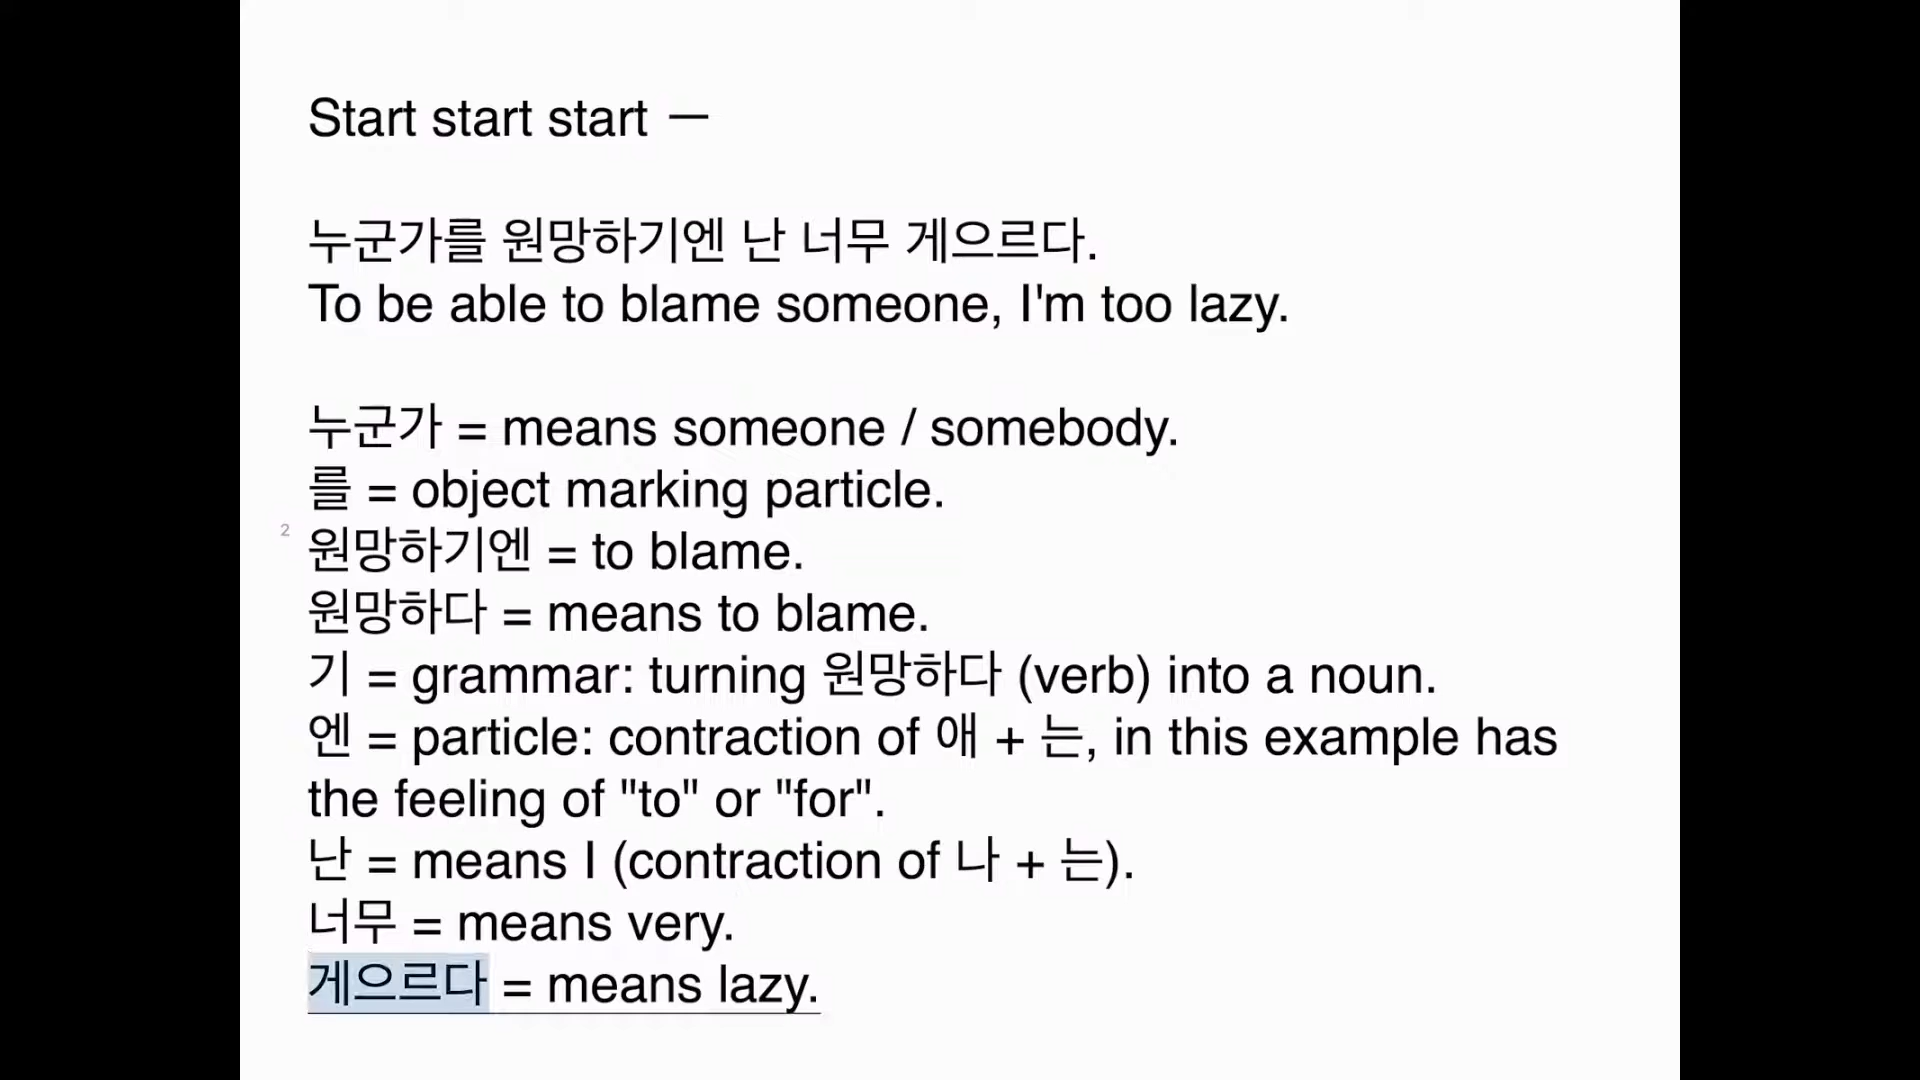 Start start start —
누군가를 원망하기엔 난 너무 게으르다.
To be able to blame someone, I'm too lazy.
누군가 = means someone / somebody.
를 = object marking particle.
2
원망하기엔 = to blame.
원망하다 = means to blame.
기 = grammar: turning 원망하다 (verb) into a noun.
엔 = particle: contraction of 애 + 는, in this example has
the feeling of "to" or "for".
난 = means I (contraction of 나 + 는).
너무 = means very.
게으르다 = means lazy.